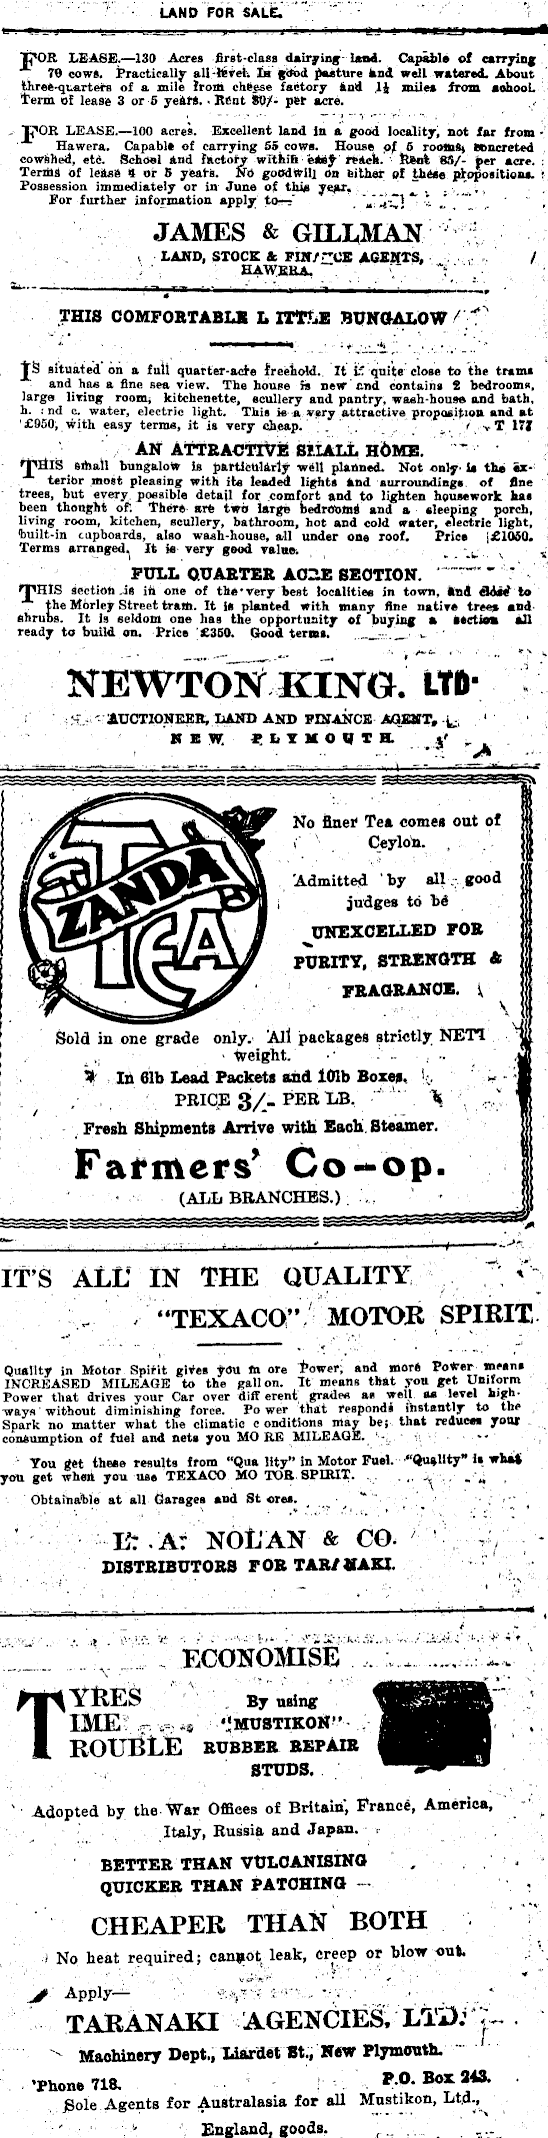 LAND FOR SALE.
FOR LEASE.—130 Acres first-class dairying land. Capable of carrying
70 cows. Practically all level. In good pasture and well watered. About
three-quarters of a mile from cheese factory and 1½ miles from school.
Term of lease 3 or 5 years. Rent 80/- per acre.
FOR LEASE.—100 acres. Excellent land in a good locality, not far from
Hawera. Capable of carrying 55 cows. House of 5 rooms, concreted
cowshed, etc. School and factory within easy reach. Rent 85/- per acre.
Terms of lease 4 or 5 years. No goodwill on either of these propositions.
Possession immediately or in June of this year.
For further information apply to—
JAMES & GILLMAN
LAND, STOCK & FINANCE AGENTS,
HAWERA.
THIS COMFORTABLE LITTLE BUNGALOW
IS situated on a full quarter-acre freehold. It is quite close to the trams
and has a fine sea view. The house is new and contains 2 bedrooms,
large living room, kitchenette, scullery and pantry, wash-house and bath,
h. and c. water, electric light. This is a very attractive proposition and at
£950, with easy terms, it is very cheap. T 177
AN ATTRACTIVE SMALL HOME.
THIS small bungalow is particularly well planned. Not only is the ex-
terior most pleasing with its leaded lights and surroundings of fine
trees, but every possible detail for comfort and to lighten housework has
been thought of. There are two large bedrooms and a sleeping porch,
living room, kitchen, scullery, bathroom, hot and cold water, electric light,
built-in cupboards, also wash-house, all under one roof. Price £1050.
Terms arranged. It is very good value.
FULL QUARTER ACRE SECTION.
THIS section is in one of the very best localities in town, and close to
the Morley Street tram. It is planted with many fine native trees and
shrubs. It is seldom one has the opportunity of buying a section all
ready to build on. Price £350. Good terms.
NEWTON KING. LTD.
AUCTIONEER, LAND AND FINANCE AGENT,
NEW PLYMOUTH
ZANDA
TEA
No finer Tea comes out of
Ceylon.
Admitted by all good
judges to be
UNEXCELLED FOR
PURITY, STRENGTH &
FRAGRANCE.
Sold in one grade only. All packages strictly NETT
weight.
In 6lb Lead Packets and 10lb Boxes.
PRICE 3/- PER LB.
Fresh Shipments Arrive with Each Steamer.
Farmers' Co-op.
(ALL BRANCHES.)
IT'S ALL IN THE QUALITY
"TEXACO" MOTOR SPIRIT.
Quality in Motor Spirit gives you more Power, and more Power means
INCREASED MILEAGE to the gallon. It means that you get Uniform
Power that drives your Car over different grades as well as level high-
ways without diminishing force. Power that responds instantly to the
Spark no matter what the climatic conditions may be; that reduces your
consumption of fuel and nets you MORE MILEAGE.
You get these results from "Quality" in Motor Fuel. "Quality" is what
you get when you use TEXACO MOTOR SPIRIT.
Obtainable at all Garages and Stores.
L. A. NOLAN & CO.
DISTRIBUTORS FOR TARANAKI.
ECONOMISE
TYRES
TIME
TROUBLE
By using
"MUSTIKON"
RUBBER REPAIR
STUDS.
Adopted by the War Offices of Britain, France, America,
Italy, Russia and Japan.
BETTER THAN VULCANISING
QUICKER THAN PATCHING —
CHEAPER THAN BOTH
No heat required; cannot leak, creep or blow out.
Apply—
TARANAKI AGENCIES, LTD.
Machinery Dept., Liardet St., New Plymouth.
'Phone 718. P.O. Box 243.
Sole Agents for Australasia for all Mustikon, Ltd.,
England, goods.